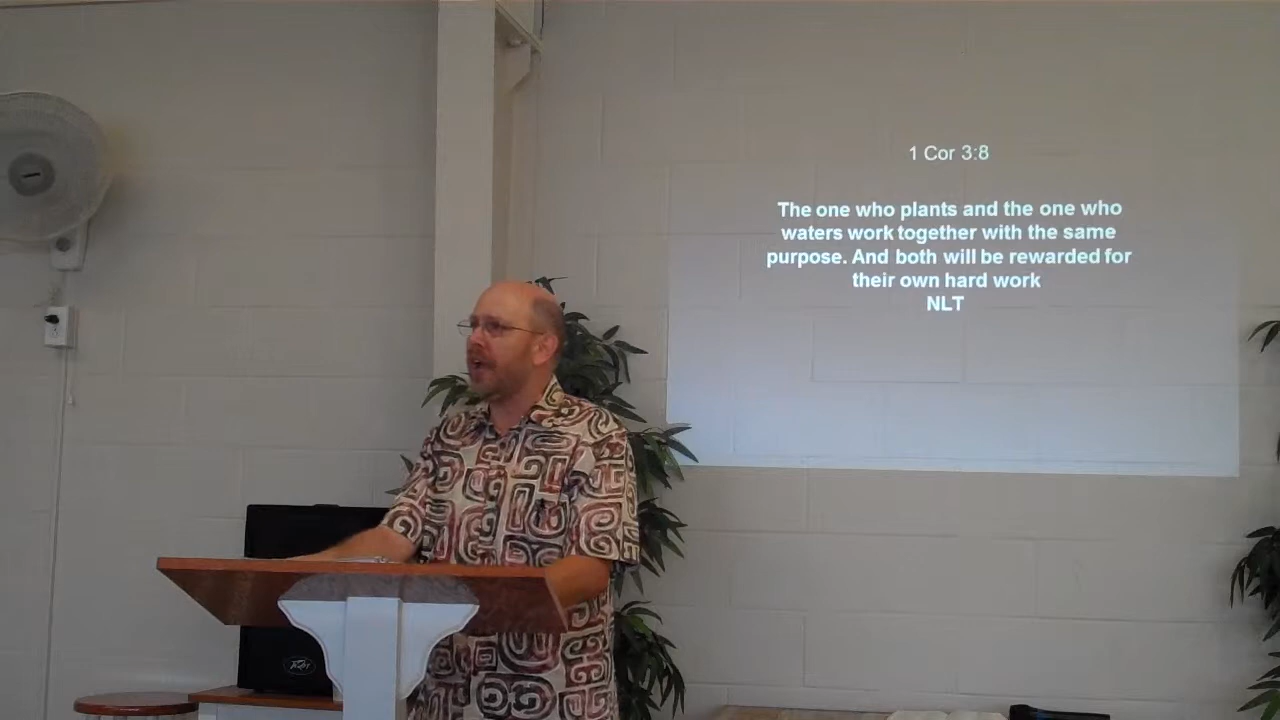 1 Cor 3:8
The one who plants and the one who
waters work together with the same
purpose. And both will be rewarded for
their own hard work
NLT